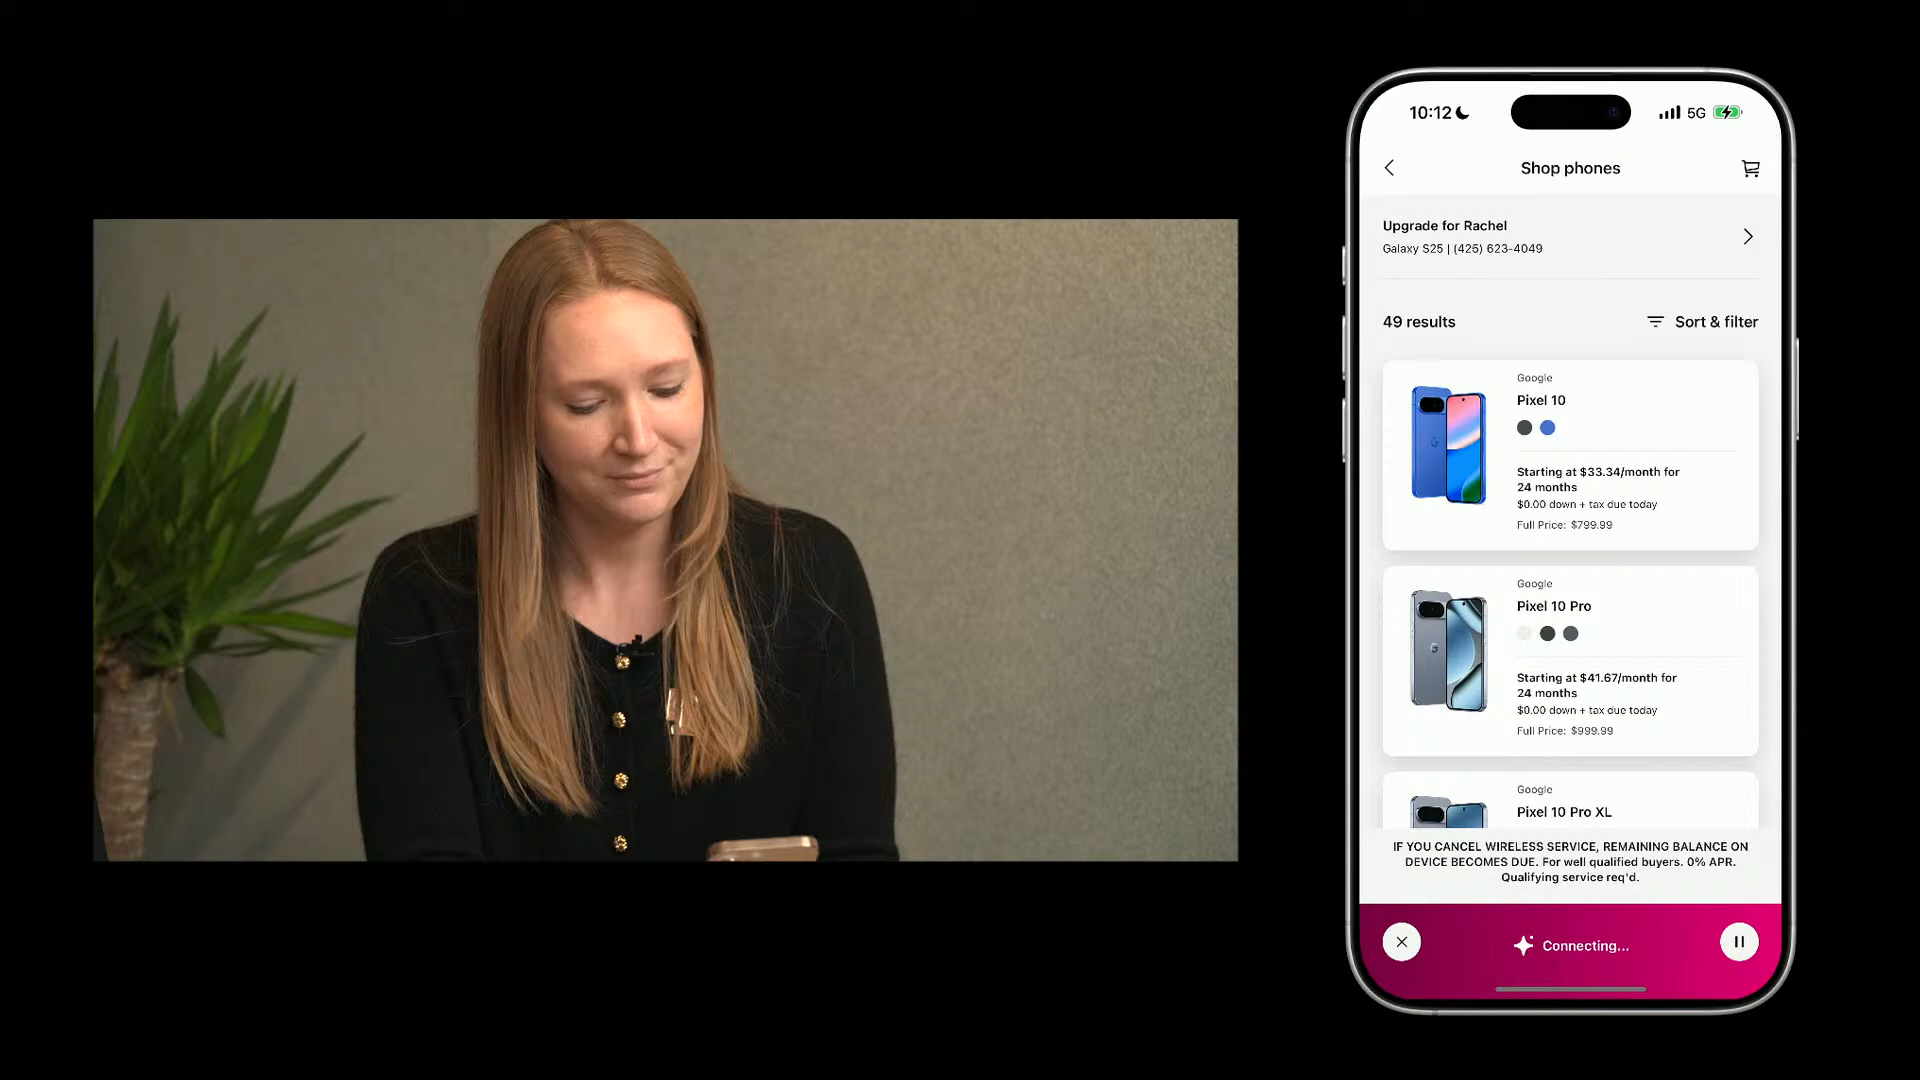 10:12
5G
Shop phones
Upgrade for Rachel
Galaxy S25 | (425) 623-4049
49 results
Sort & filter
Google
Pixel 10
Starting at $33.34/month for
24 months
$0.00 down + tax due today
Full Price: $799.99
Google
Pixel 10 Pro
Starting at $41.67/month for
24 months
$0.00 down + tax due today
Full Price: $999.99
Google
Pixel 10 Pro XL
IF YOU CANCEL WIRELESS SERVICE, REMAINING BALANCE ON
DEVICE BECOMES DUE. For well qualified buyers. 0% APR.
Qualifying service req'd.
Connecting...